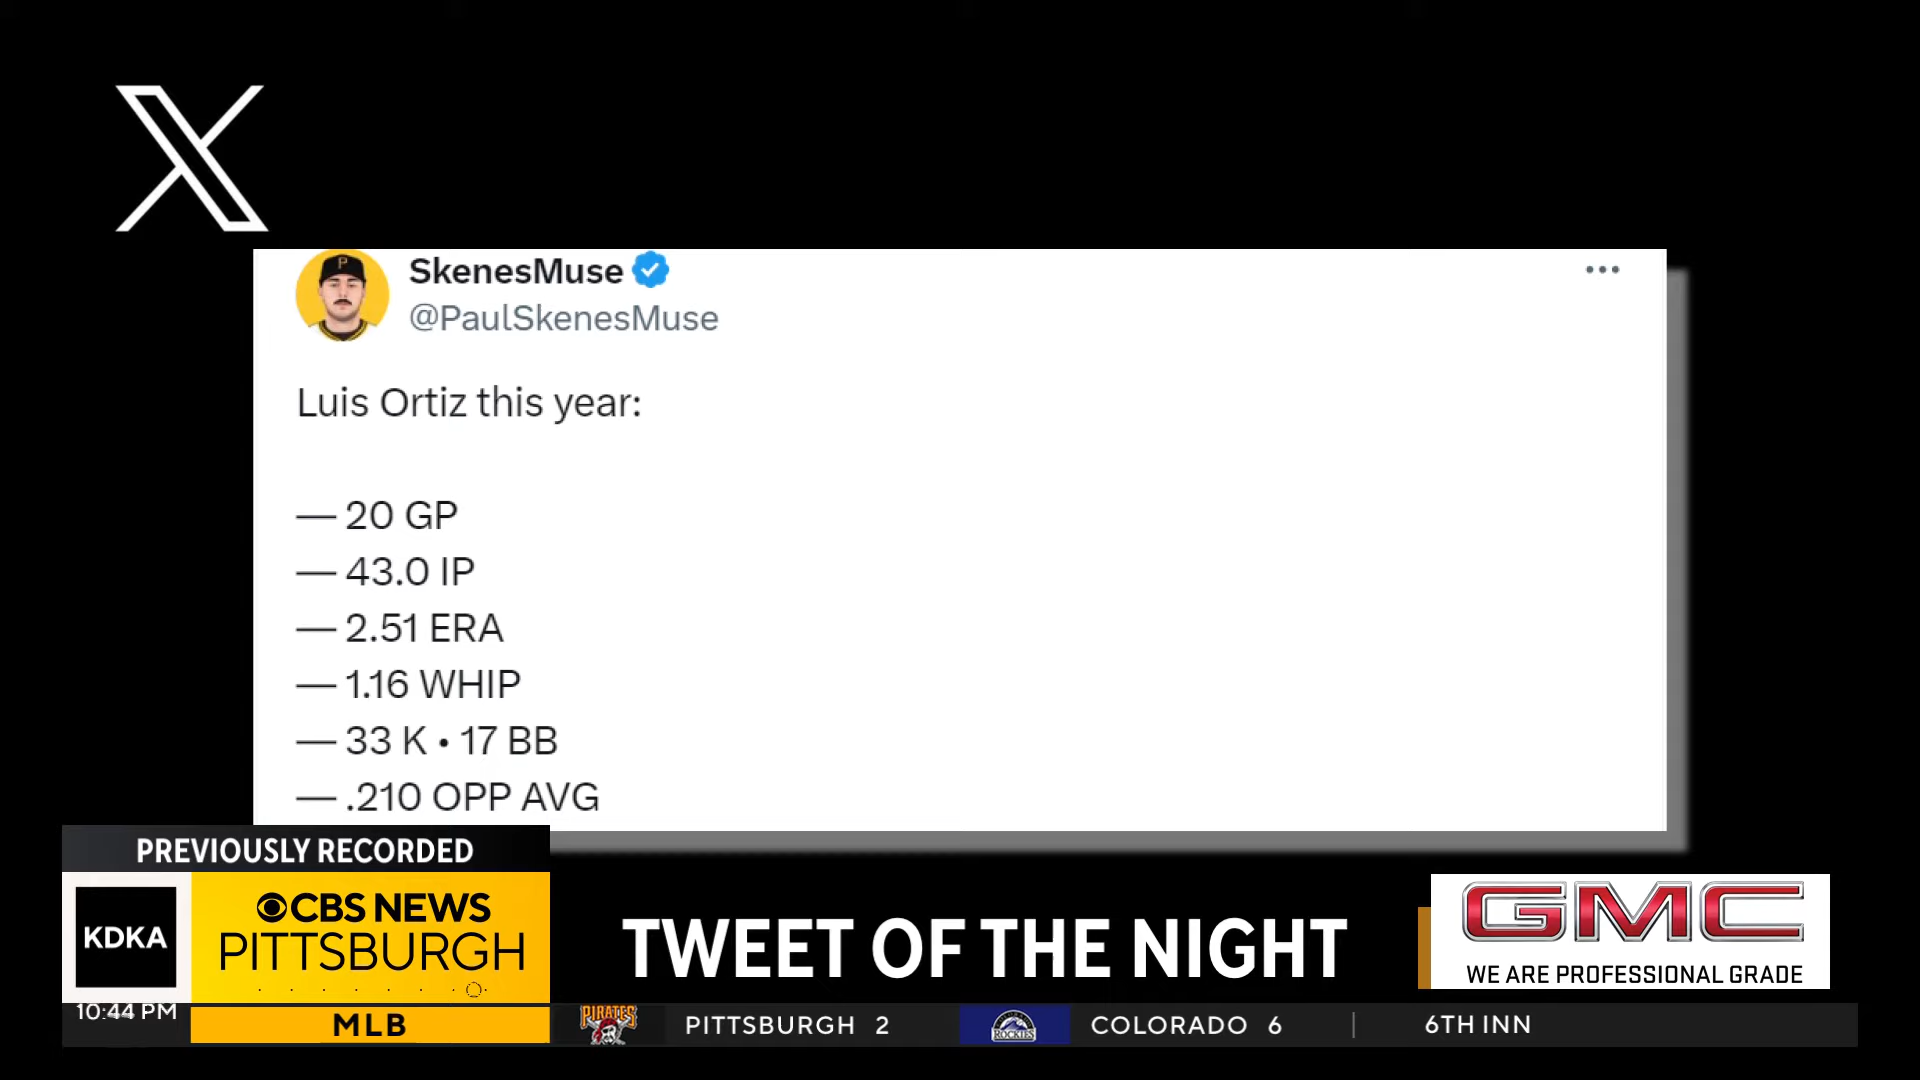 X
SkenesMuse
@PaulSkenesMuse
Luis Ortiz this year:
— 20 GP
— 43.0 IP
— 2.51 ERA
— 1.16 WHIP
— 33 K • 17 BB
— .210 OPP AVG
PREVIOUSLY RECORDED
KDKA
CBS NEWS
PITTSBURGH
TWEET OF THE NIGHT
GMC
WE ARE PROFESSIONAL GRADE
10:44 PM
MLB
PIRATES
PITTSBURGH 2
ROCKIES
COLORADO 6
6TH INN